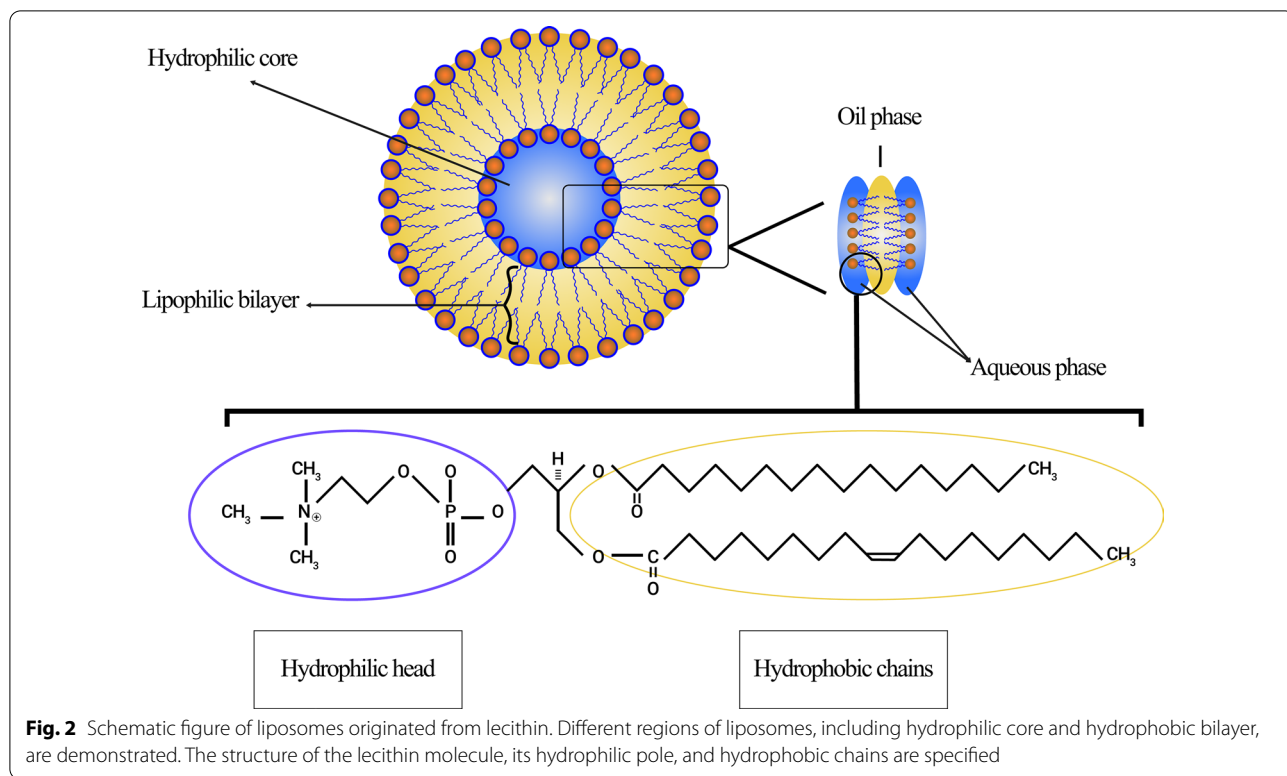 Hydrophilic core
Oil phase
Lipophilic bilayer
Aqueous phase
H
CH₃ O O O CH₃
N ⊕ P O
CH₃ O
CH₃ O O C CH₃
O
Hydrophilic head
Hydrophobic chains
Fig. 2 Schematic figure of liposomes originated from lecithin. Different regions of liposomes, including hydrophilic core and hydrophobic bilayer,
are demonstrated. The structure of the lecithin molecule, its hydrophilic pole, and hydrophobic chains are specified